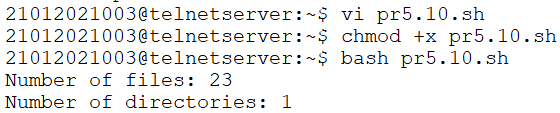 21012021003@telnetserver:~$ vi pr5.10.sh
21012021003@telnetserver:~$ chmod +x pr5.10.sh
21012021003@telnetserver:~$ bash pr5.10.sh
Number of files: 23
Number of directories: 1